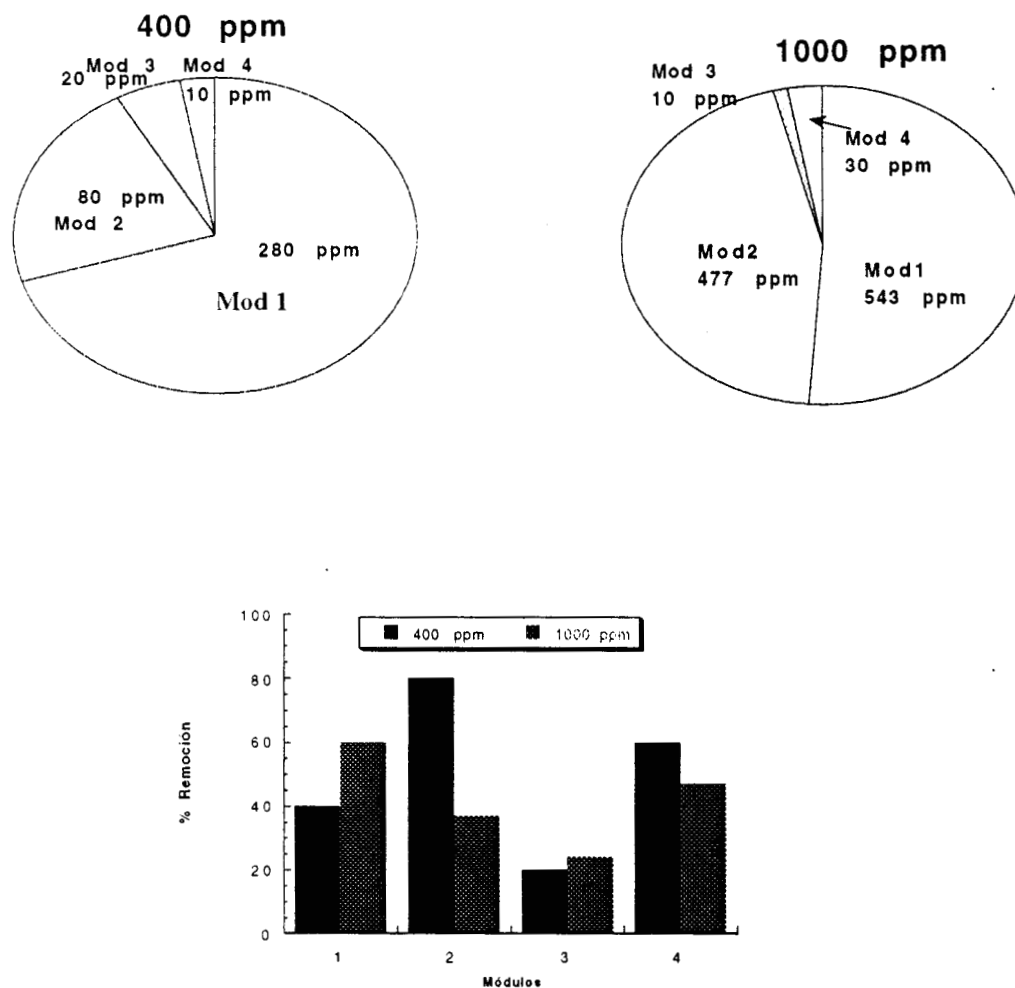 400 ppm
Mod 3
20 ppm
Mod 4
10 ppm
80 ppm
Mod 2
280 ppm
Mod 1
1000 ppm
Mod 3
10 ppm
Mod 4
30 ppm
Mod2
477 ppm
Mod1
543 ppm
400 ppm 1000 ppm
100
80
60
40
20
0
% Remoción
1 2 3 4
Módulos